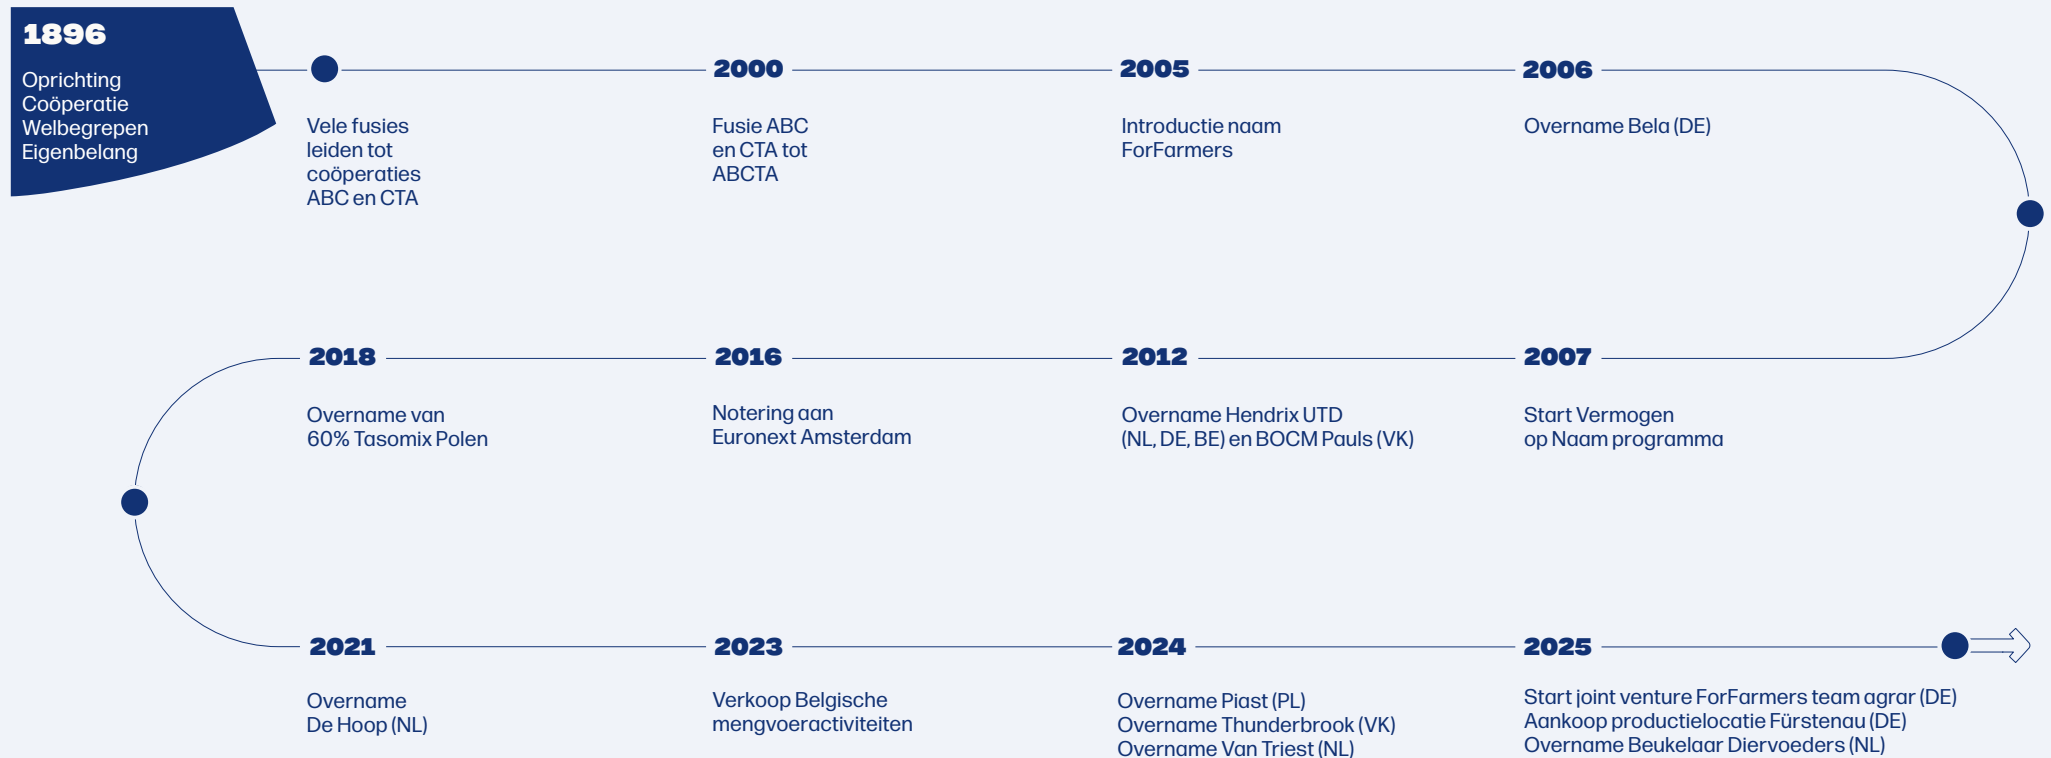 1896
Oprichting
Coöperatie
Welbegrepen
Eigenbelang
Vele fusies
leiden tot
coöperaties
ABC en CTA
2000
Fusie ABC
en CTA tot
ABCTA
2005
Introductie naam
ForFarmers
2006
Overname Bela (DE)
2007
Start Vermogen
op Naam programma
2012
Overname Hendrix UTD
(NL, DE, BE) en BOCM Pauls (VK)
2016
Notering aan
Euronext Amsterdam
2018
Overname van
60% Tasomix Polen
2021
Overname
De Hoop (NL)
2023
Verkoop Belgische
mengvoeractiviteiten
2024
Overname Piast (PL)
Overname Thunderbrook (VK)
Overname Van Triest (NL)
2025
Start joint venture ForFarmers team agrar (DE)
Aankoop productielocatie Fürstenau (DE)
Overname Beukelaar Diervoeders (NL)